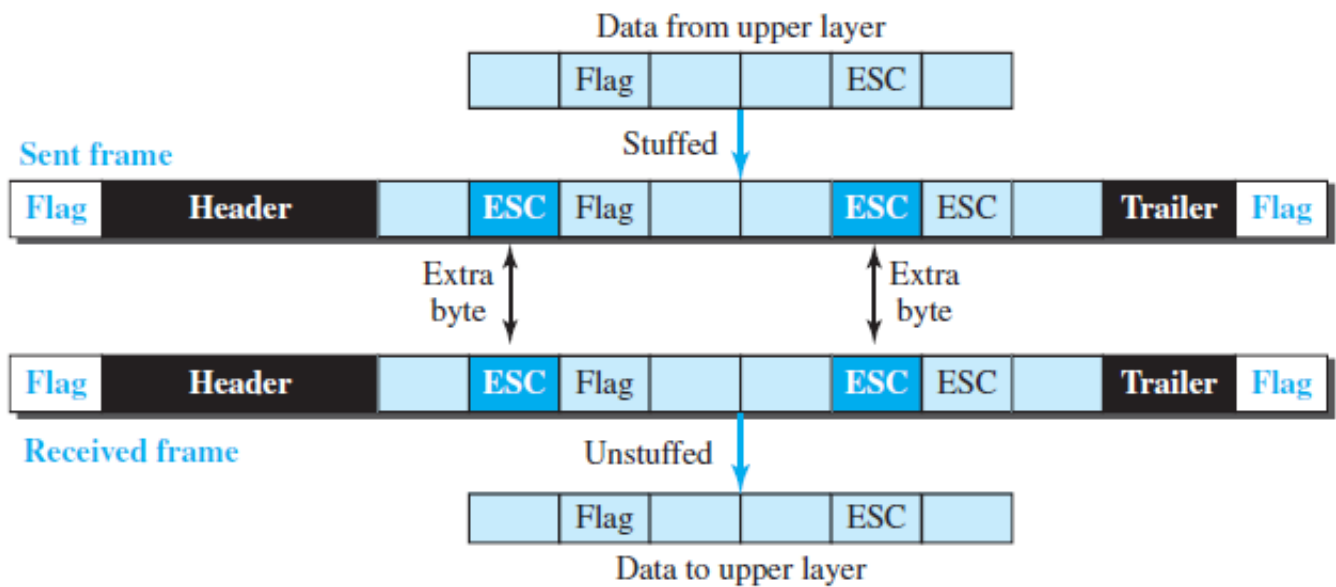 Data from upper layer
Flag ESC
Stuffed
Sent frame
Flag Header ESC Flag ESC ESC Trailer Flag
Extra byte
Extra byte
Flag Header ESC Flag ESC ESC Trailer Flag
Received frame
Unstuffed
Flag ESC
Data to upper layer